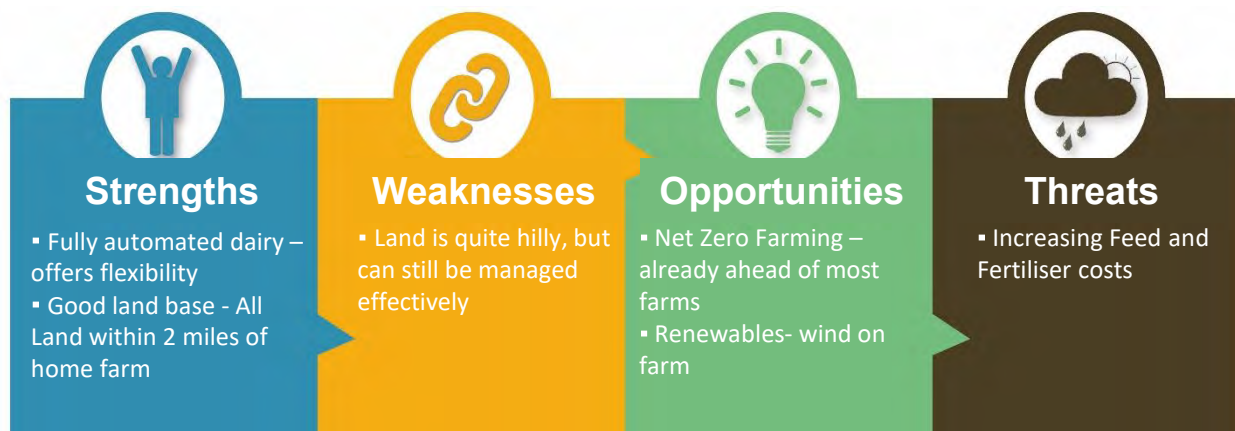 Strengths
▪ Fully automated dairy –
offers flexibility
▪ Good land base - All
Land within 2 miles of
home farm
Weaknesses
▪ Land is quite hilly, but
can still be managed
effectively
Opportunities
▪ Net Zero Farming –
already ahead of most
farms
▪ Renewables- wind on
farm
Threats
▪ Increasing Feed and
Fertiliser costs